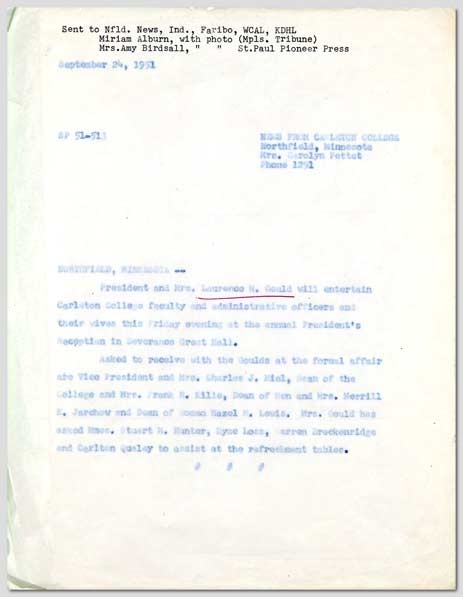 Sent to Nfld. News, Ind., Faribo, WCAL, KDHL
Miriam Alburn, with photo (Mpls. Tribune)
Mrs.Amy Birdsall, " " St.Paul Pioneer Press
September 24, 1951
SP 51-513
NEWS FROM CARLETON COLLEGE
Northfield, Minnesota
Mrs. Carolyn Pettet
Phone 1291
NORTHFIELD, MINNESOTA --
President and Mrs. Laurence M. Gould will entertain
Carleton College faculty and administrative officers and
their wives this Friday evening at the annual President's
Reception in Severance Great Hall.
Asked to receive with the Goulds at the formal affair
are Vice President and Mrs. Charles J. Dean of the
College and Mrs. Frank R. Kille, Dean of Men and Mrs. Merrill
E. Jarchow and Dean of Women Hazel M. Lewis. Mrs. Gould has
asked Mmes. Stuart M. Hunter, Warren Breckenridge
and Carlton Qualey to assist at the refreshment tables.
# # #